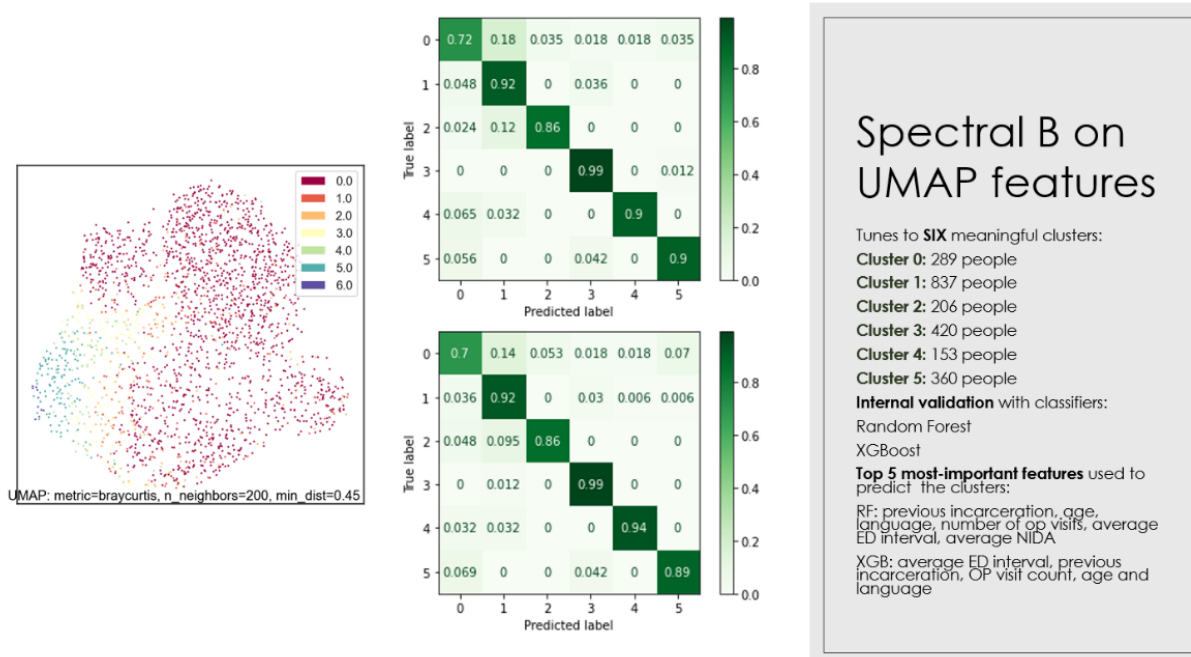 0.0
1.0
2.0
3.0
4.0
5.0
6.0
UMAP: metric=braycurtis, n_neighbors=200, min_dist=0.45
True label
0 0.72 0.18 0.035 0.018 0.018 0.035
1 0.048 0.92 0 0.036 0 0
2 0.024 0.12 0.86 0 0 0
3 0 0 0 0.99 0 0.012
4 0.065 0.032 0 0 0.9 0
5 0.056 0 0 0.042 0 0.9
0 1 2 3 4 5
Predicted label
0.8
0.6
0.4
0.2
0.0
True label
0 0.7 0.14 0.053 0.018 0.018 0.07
1 0.036 0.92 0 0.03 0.006 0.006
2 0.048 0.095 0.86 0 0 0
3 0 0.012 0 0.99 0 0
4 0.032 0.032 0 0 0.94 0
5 0.069 0 0 0.042 0 0.89
0 1 2 3 4 5
Predicted label
0.8
0.6
0.4
0.2
0.0
Spectral B on
UMAP features
Tunes to SIX meaningful clusters:
Cluster 0: 289 people
Cluster 1: 837 people
Cluster 2: 206 people
Cluster 3: 420 people
Cluster 4: 153 people
Cluster 5: 360 people
Internal validation with classifiers:
Random Forest
XGBoost
Top 5 most-important features used to
predict the clusters:
RF: previous incarceration, age,
language, number of op visits, average
ED interval, average NIDA
XGB: average ED interval, previous
incarceration, OP visit count, age and
language